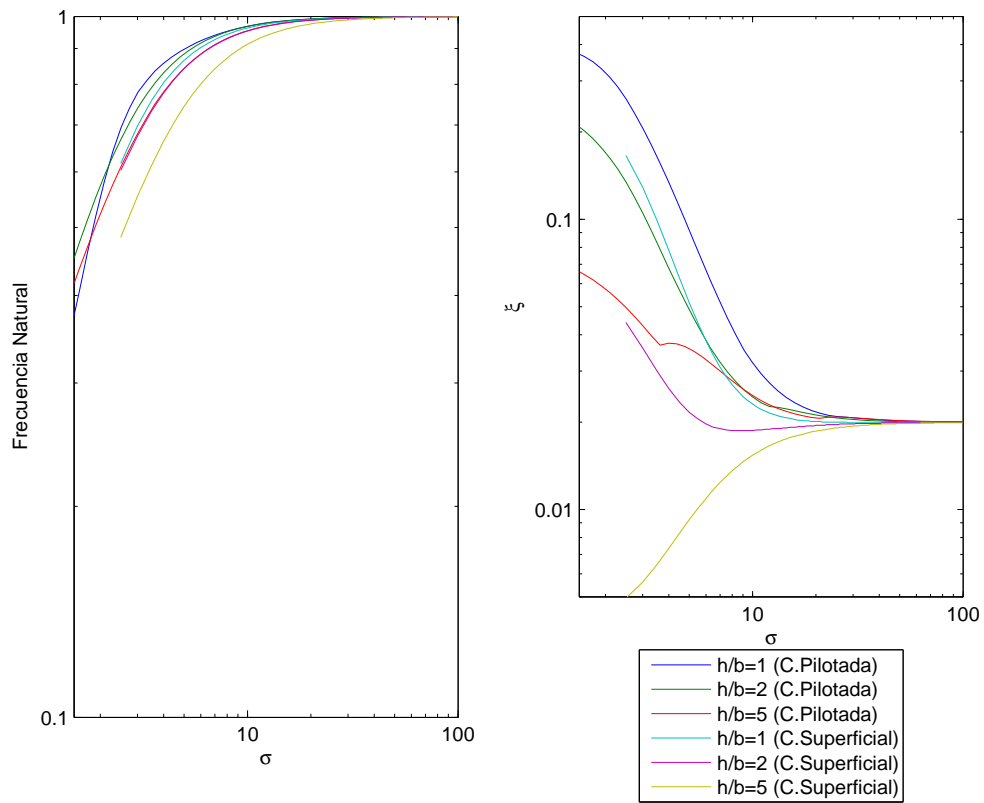 1
0.1
10
100
σ
Frecuencia Natural
0.1
0.01
10
100
σ
ξ
h/b=1 (C.Pilotada)
h/b=2 (C.Pilotada)
h/b=5 (C.Pilotada)
h/b=1 (C.Superficial)
h/b=2 (C.Superficial)
h/b=5 (C.Superficial)